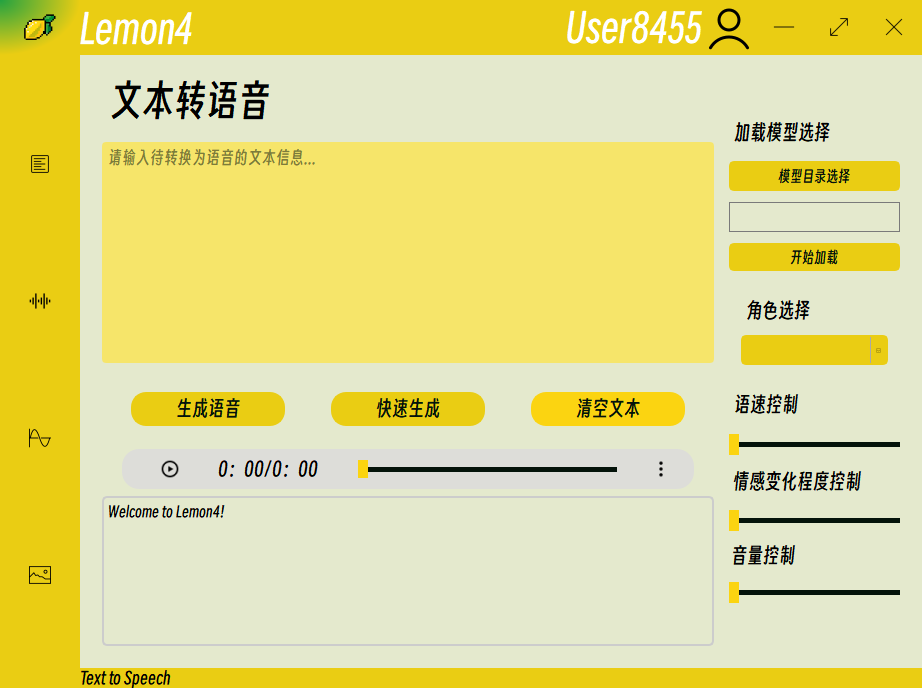 Lemon4
User8455
文本转语音
请输入待转换为语音的文本信息...
加载模型选择
模型目录选择
开始加载
角色选择
生成语音
快速生成
清空文本
语速控制
0: 00/0: 00
情感变化程度控制
Welcome to Lemon4!
音量控制
Text to Speech